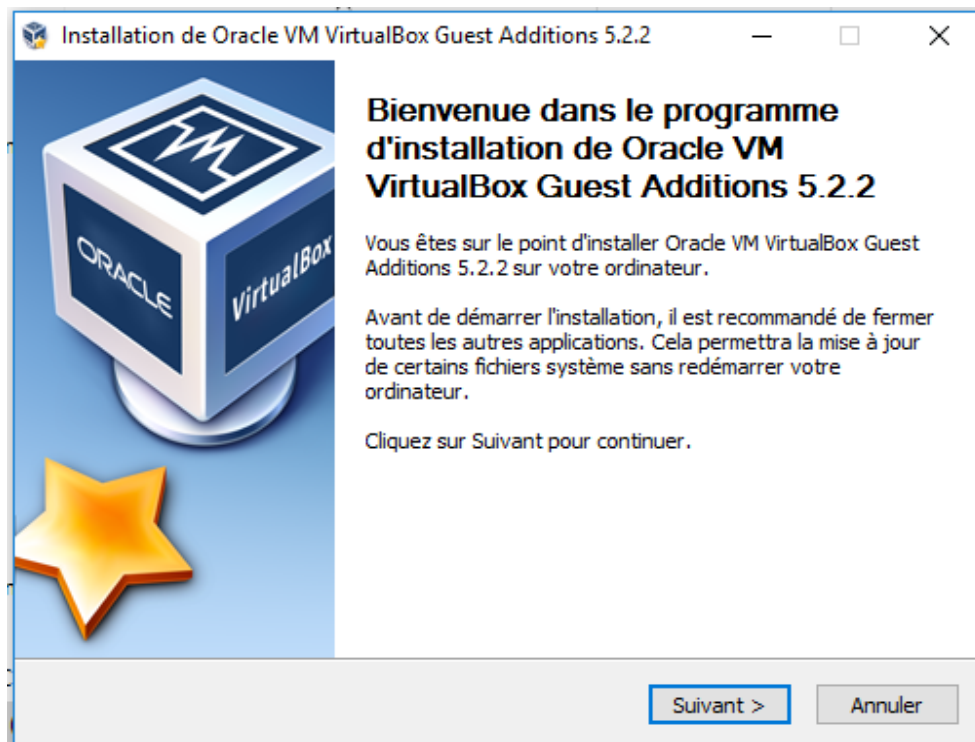 Installation de Oracle VM VirtualBox Guest Additions 5.2.2
Bienvenue dans le programme
d'installation de Oracle VM
VirtualBox Guest Additions 5.2.2
Vous êtes sur le point d'installer Oracle VM VirtualBox Guest
Additions 5.2.2 sur votre ordinateur.
Avant de démarrer l'installation, il est recommandé de fermer
toutes les autres applications. Cela permettra la mise à jour
de certains fichiers système sans redémarrer votre
ordinateur.
Cliquez sur Suivant pour continuer.
ORACLE
VirtualBox
Suivant >
Annuler